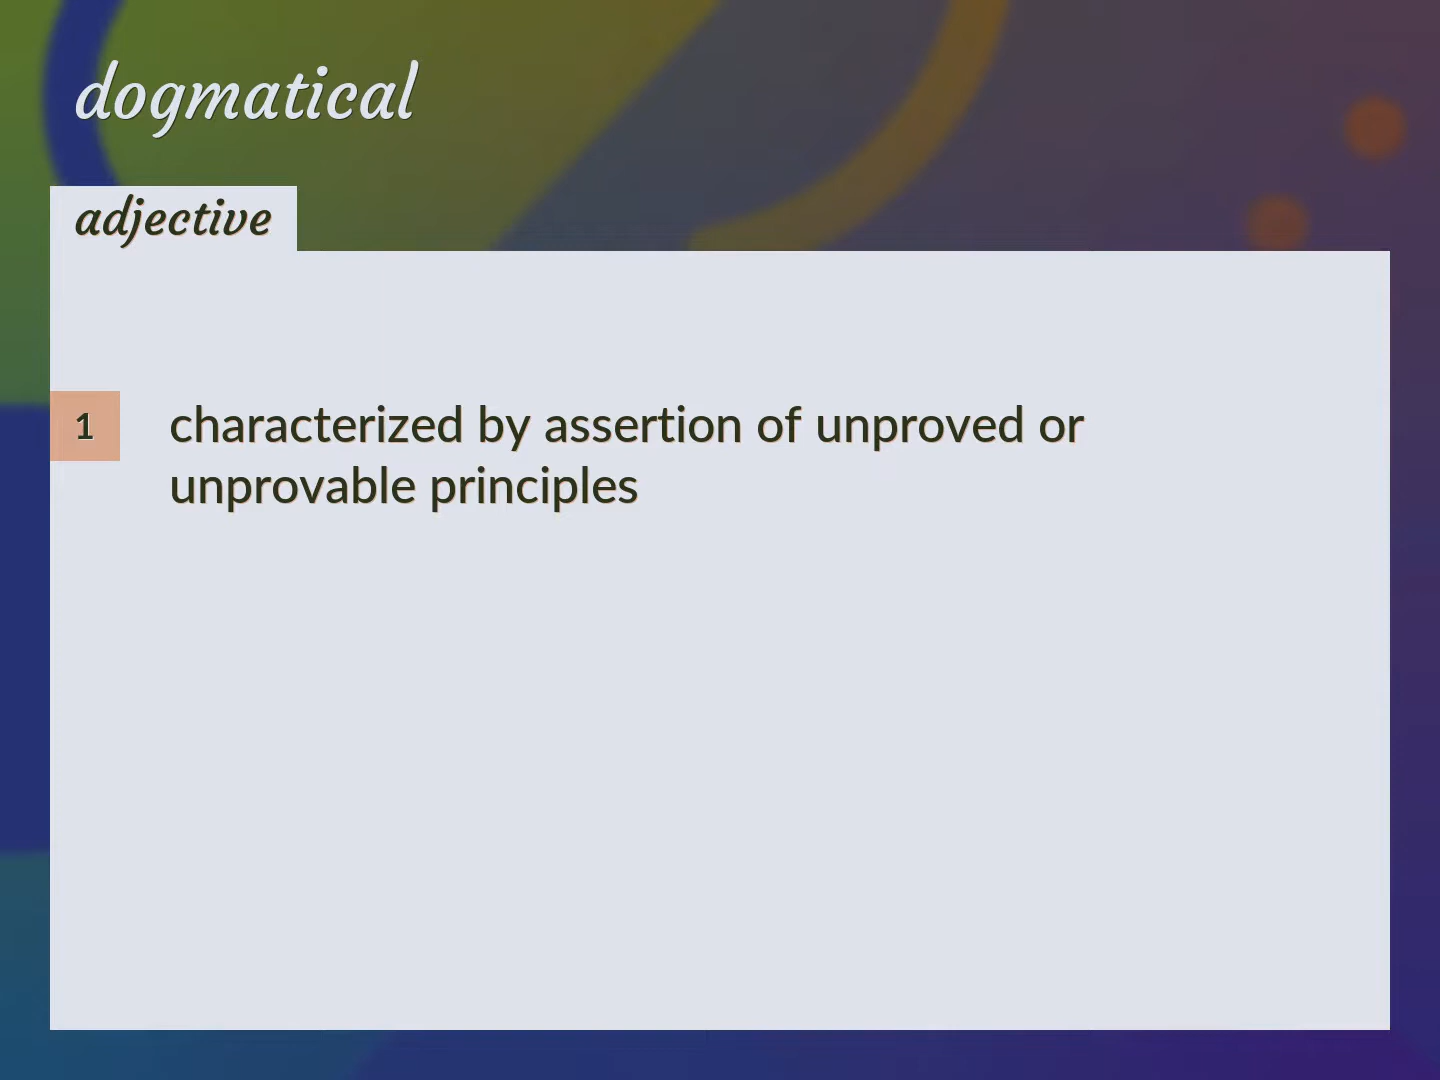 dogmatical
adjective
1 characterized by assertion of unproved or
unprovable principles